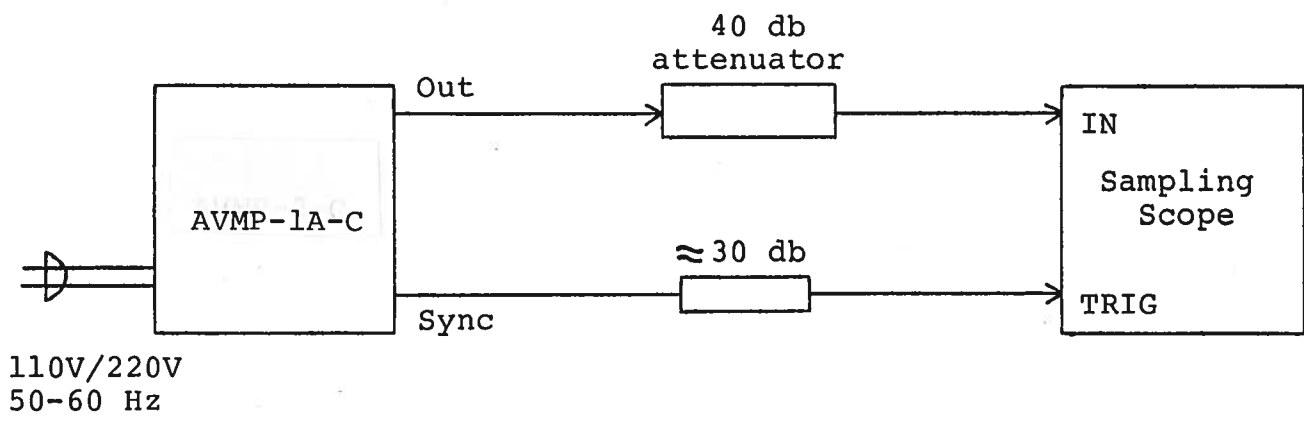 40 db
attenuator
Out
IN
Sampling
Scope
AVMP-1A-C
≈30 db
TRIG
Sync
110V/220V
50-60 Hz